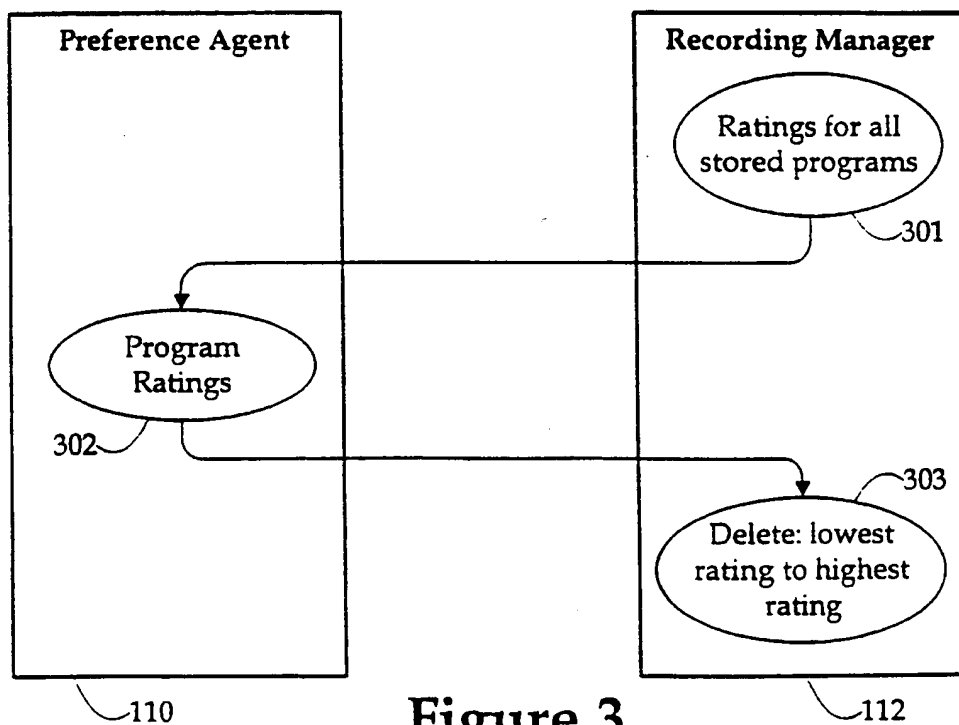 Preference Agent
Recording Manager
Ratings for all
stored programs
301
Program
Ratings
302
303
Delete: lowest
rating to highest
rating
110
Figure 3
112